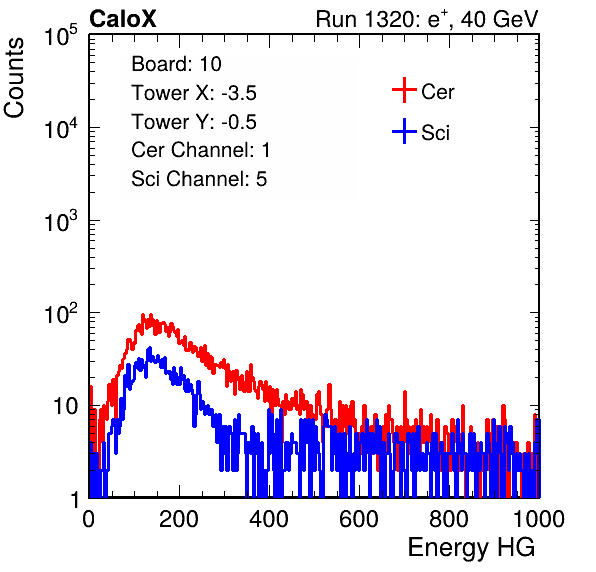 CaloX Run 1320: e⁺, 40 GeV
Counts
10⁵
10⁴
10³
10²
10
1
Board: 10
Tower X: -3.5
Tower Y: -0.5
Cer Channel: 1
Sci Channel: 5
Cer
Sci
0 200 400 600 800 1000
Energy HG